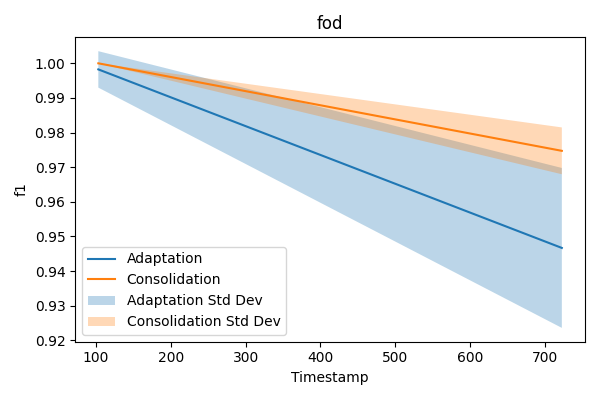 fod
f1
1.00
0.99
0.98
0.97
0.96
0.95
0.94
0.93
0.92
Adaptation
Consolidation
Adaptation Std Dev
Consolidation Std Dev
100 200 300 400 500 600 700
Timestamp